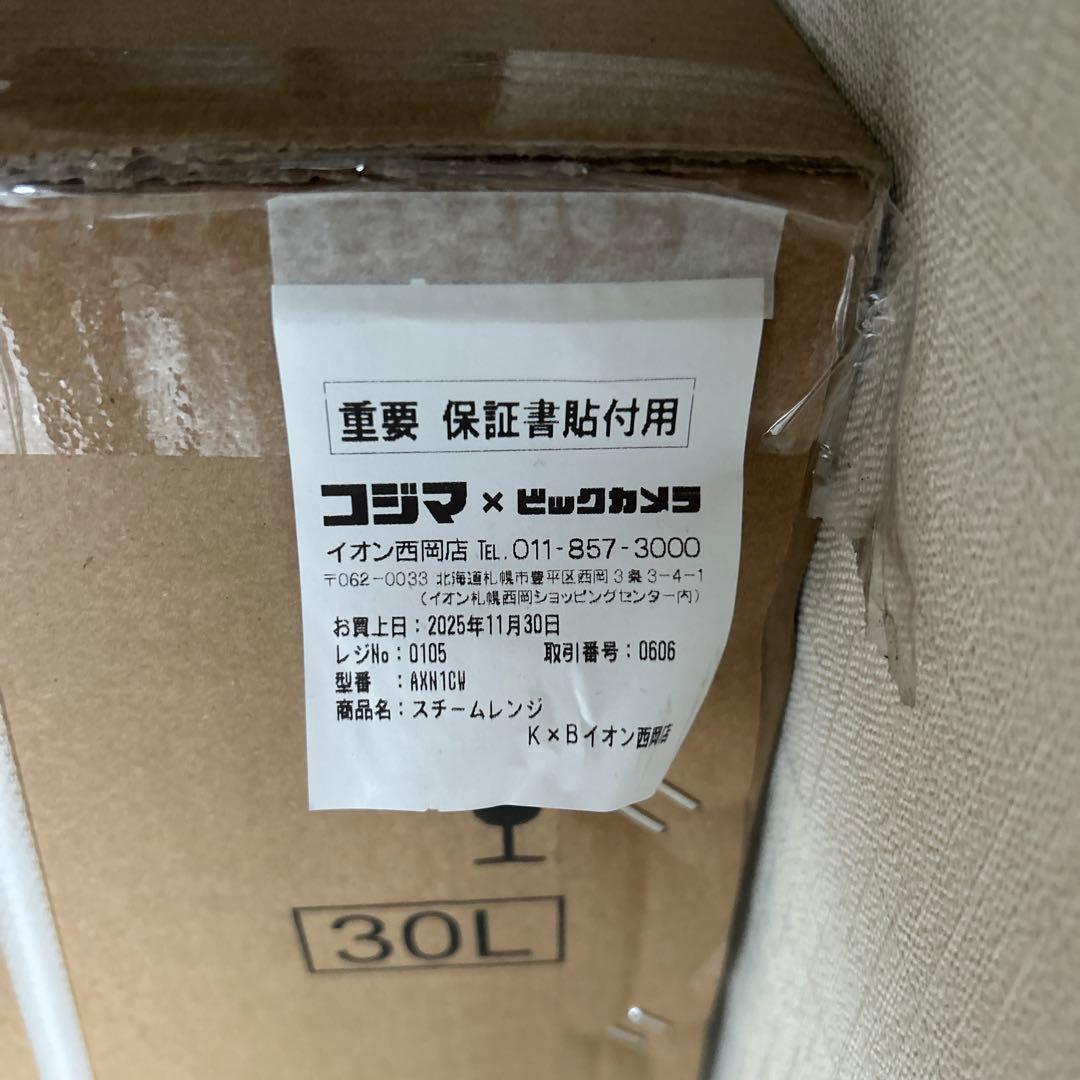 重要 保証書貼付用
コジマ×ビックカメラ
イオン西岡店 TEL.011-857-3000
〒062-0033 北海道札幌市豊平区西岡3条3-4-1
(イオン札幌西岡ショッピングセンター内)
お買上日：2025年11月30日
レジNo：0105 取引番号：0606
型番 ：AXN1CW
商品名：スチームレンジ
K×Bイオン西岡店
30L